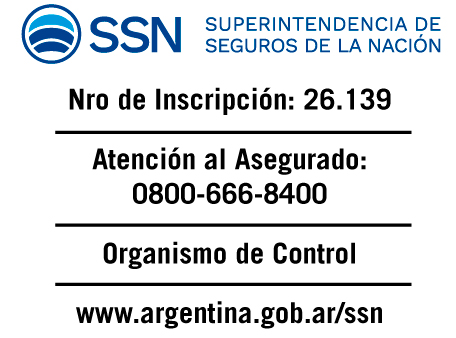 SSN
SUPERINTENDENCIA DE
SEGUROS DE LA NACIÓN
Nro de Inscripción: 26.139
Atención al Asegurado:
0800-666-8400
Organismo de Control
www.argentina.gob.ar/ssn